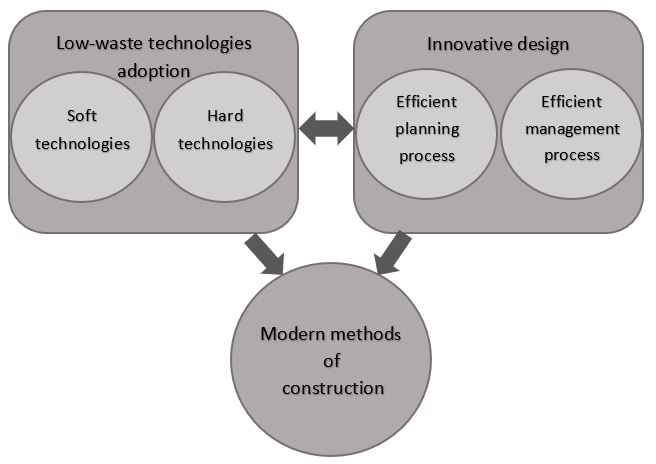 Low-waste technologies
adoption
Soft
technologies
Hard
technologies
Innovative design
Efficient
planning
process
Efficient
management
process
Modern methods
of
construction